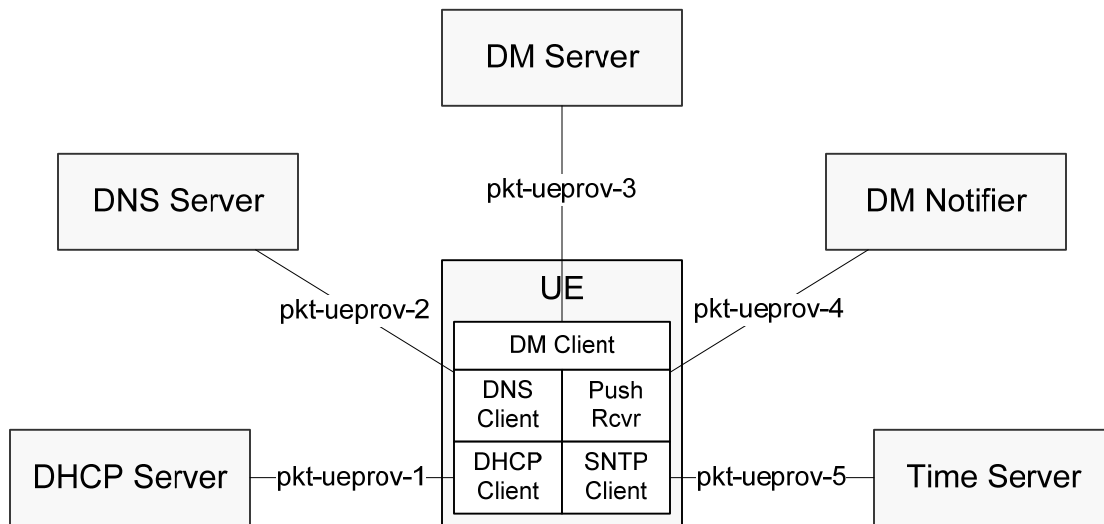 DM Server
DNS Server
pkt-ueprov-3
DM Notifier
UE
pkt-ueprov-2
pkt-ueprov-4
DM Client
DNS
Client
Push
Rcvr
DHCP Server
pkt-ueprov-1
DHCP
Client
SNTP
Client
pkt-ueprov-5
Time Server